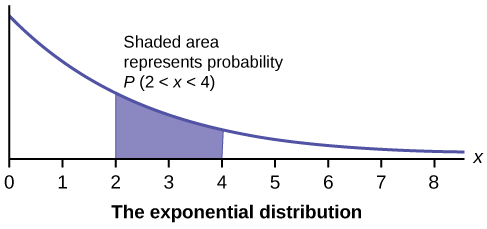 Shaded area
represents probability
P (2 < x < 4)
x
0 1 2 3 4 5 6 7 8
The exponential distribution